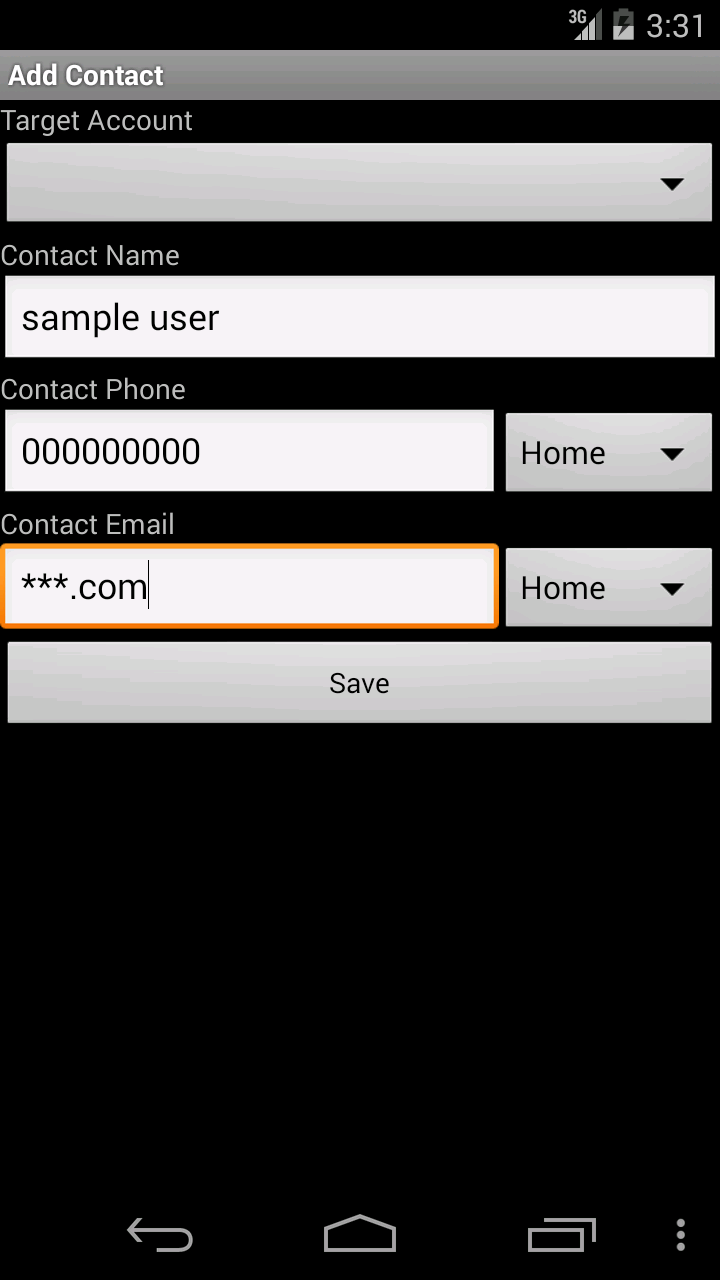 3G 3:31
Add Contact
Target Account
Contact Name
sample user
Contact Phone
000000000 Home
Contact Email
***.com Home
Save